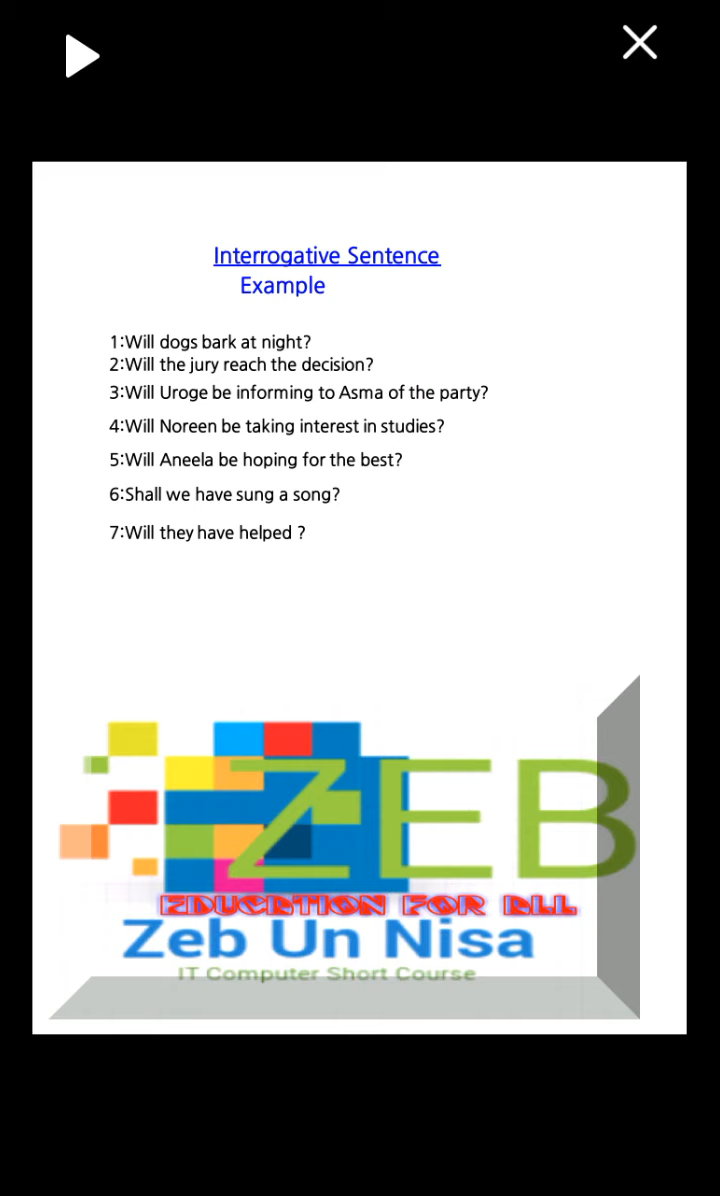 Interrogative Sentence
Example
1:Will dogs bark at night?
2:Will the jury reach the decision?
3:Will Uroge be informing to Asma of the party?
4:Will Noreen be taking interest in studies?
5:Will Aneela be hoping for the best?
6:Shall we have sung a song?
7:Will they have helped ?
ZEB
EDUCATION FOR ALL
Zeb Un Nisa
IT Computer Short Course